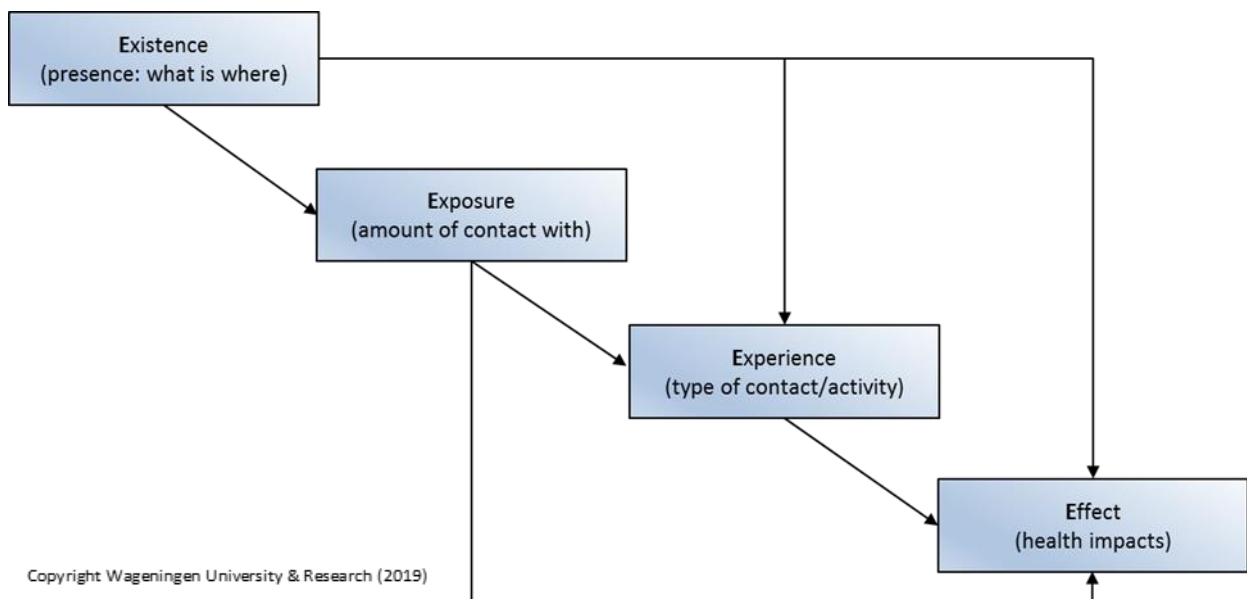 Existence
(presence: what is where)
Exposure
(amount of contact with)
Experience
(type of contact/activity)
Effect
(health impacts)
Copyright Wageningen University & Research (2019)